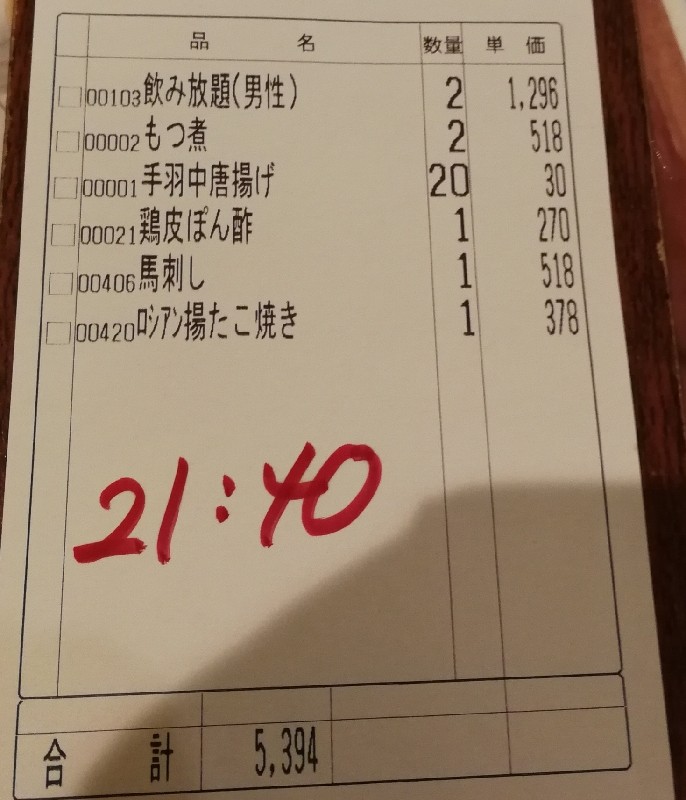 品 名 数量 単 価
00103飲み放題(男性) 2 1,296
00002もつ煮 2 518
00001手羽中唐揚げ 20 30
00021鶏皮ぽん酢 1 270
00406馬刺し 1 518
00420ﾛｼｱﾝ揚たこ焼き 1 378
21:40
合 計 5,394